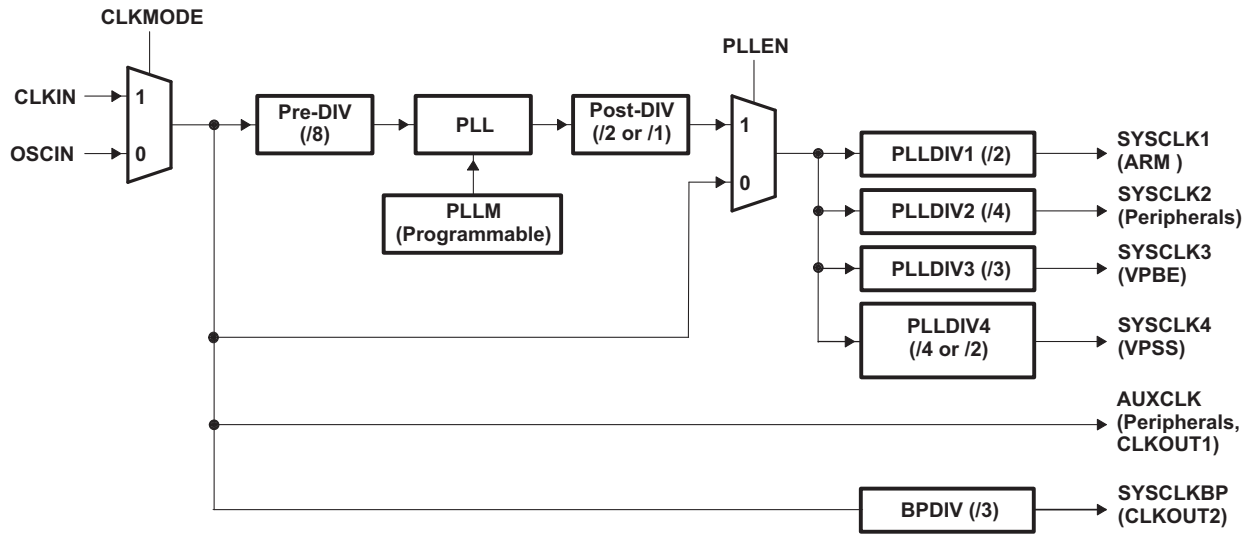 CLKMODE
PLLEN
CLKIN
1
OSCIN
0
Pre-DIV
(/8)
PLL
Post-DIV
(/2 or /1)
1
0
PLLM
(Programmable)
PLLDIV1 (/2)
SYSCLK1
(ARM )
PLLDIV2 (/4)
SYSCLK2
(Peripherals)
PLLDIV3 (/3)
SYSCLK3
(VPBE)
PLLDIV4
(/4 or /2)
SYSCLK4
(VPSS)
AUXCLK
(Peripherals,
CLKOUT1)
BPDIV (/3)
SYSCLKBP
(CLKOUT2)